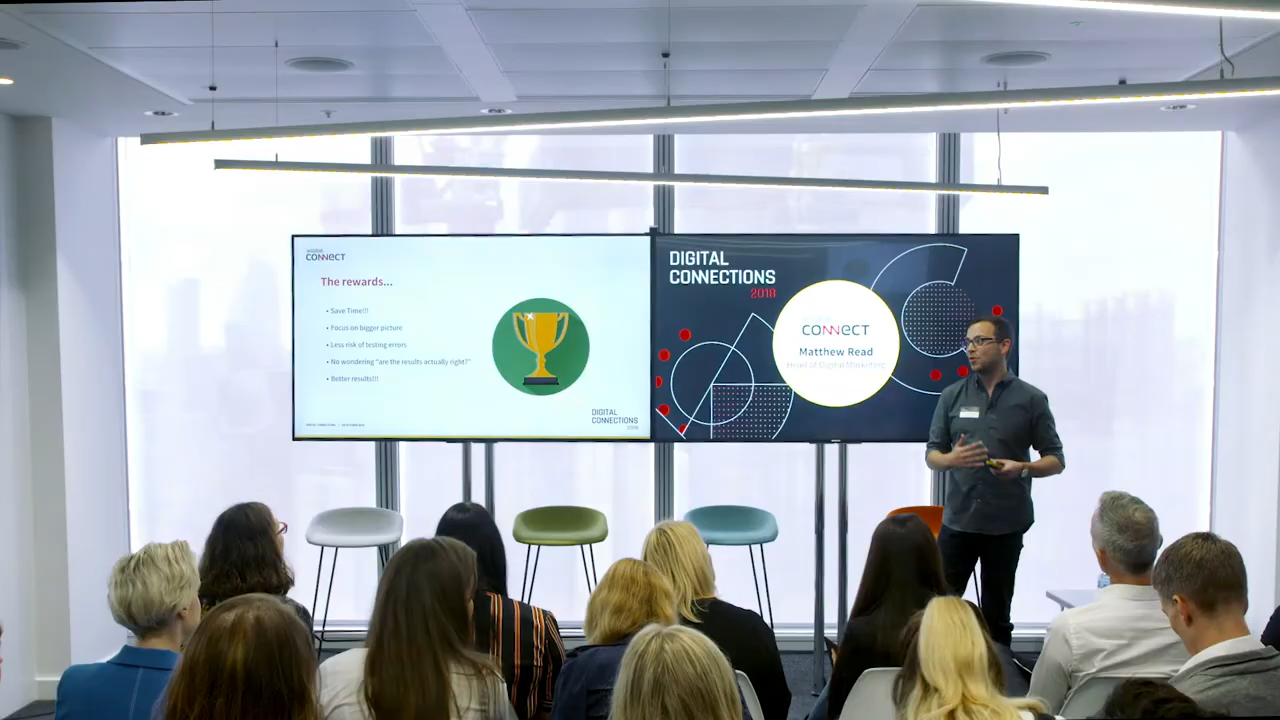 CONNECT
The rewards...
• Save Time!!!
• Focus on bigger picture
• Less risk of testing errors
• No wondering "are the results actually right?"
• Better results!!!
DIGITAL
CONNECTIONS
2018
DIGITAL
CONNECTIONS
2018
CONNECT
Matthew Read
Head of Digital Marketing